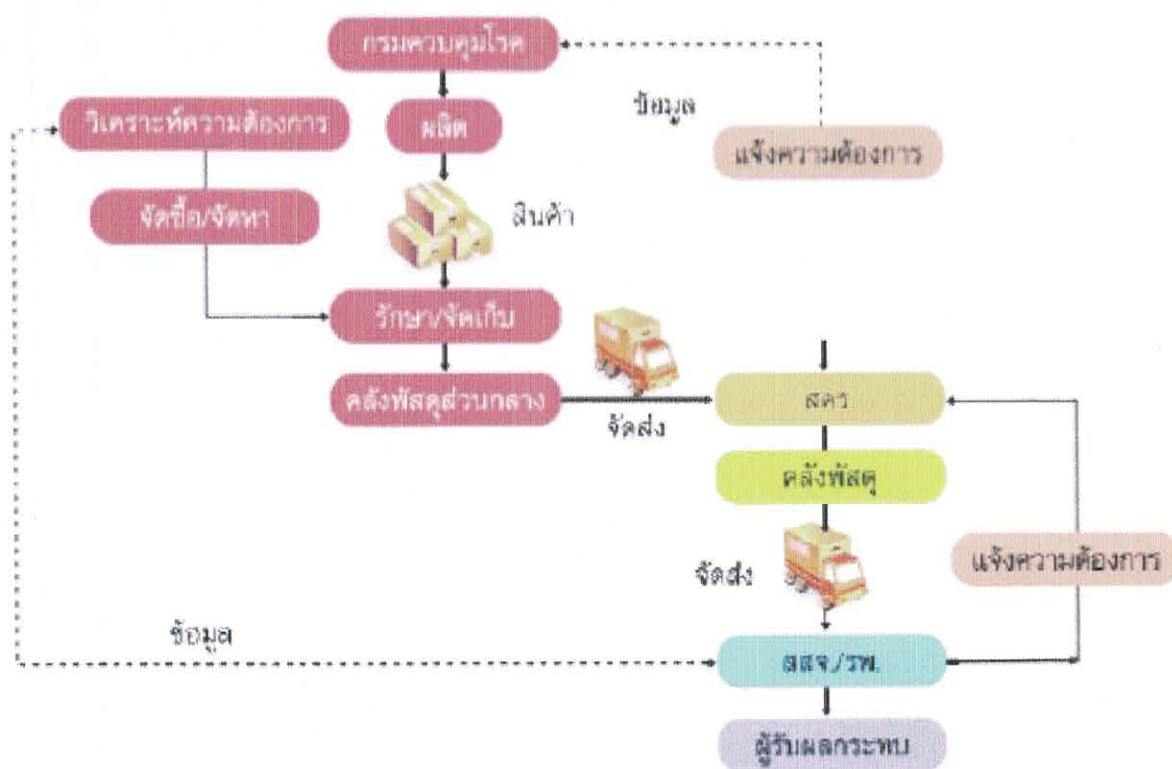 กรมควบคุมโรค
ข้อมูล
วิเคราะห์ความต้องการ
ผลิต
แจ้งความต้องการ
จัดซื้อ/จัดหา
สินค้า
รักษา/จัดเก็บ
คลังพัสดุส่วนกลาง
จัดส่ง
สคร
คลังพัสดุ
แจ้งความต้องการ
จัดส่ง
ข้อมูล
สสจ./รพ.
ผู้รับผลกระทบ